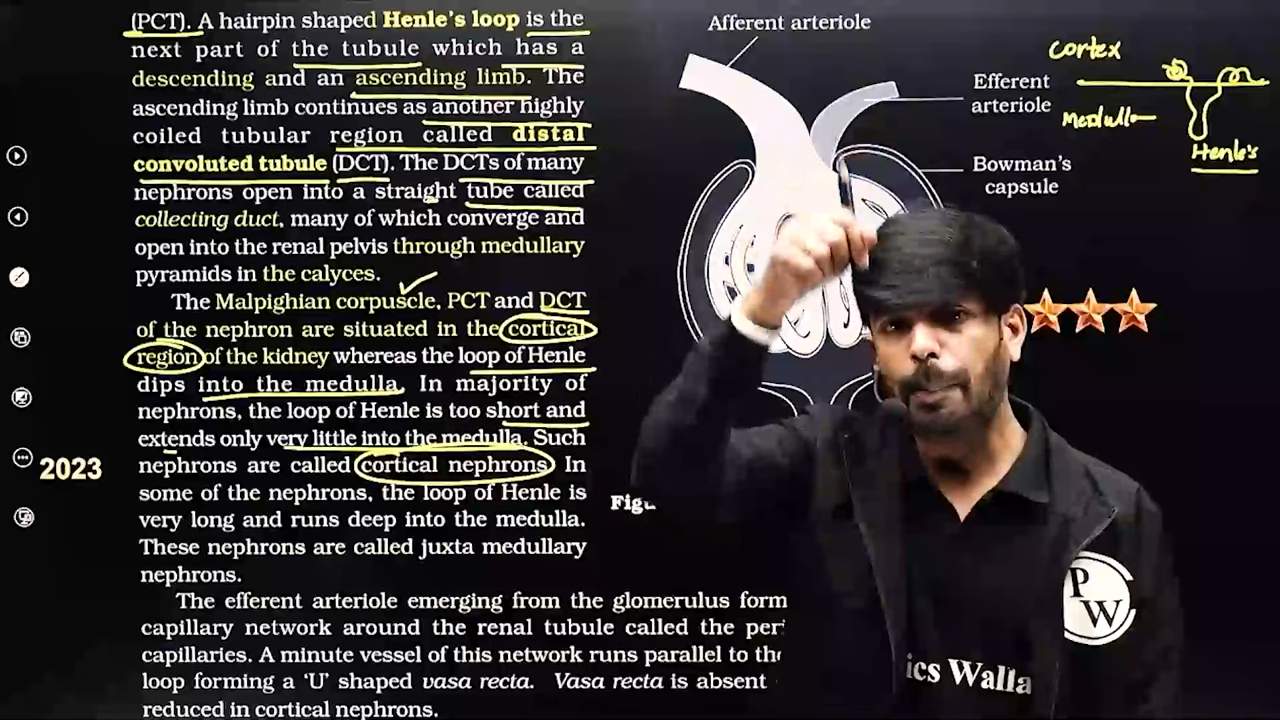 (PCT). A hairpin shaped Henle's loop is the
next part of the tubule which has a
descending and an ascending limb. The
ascending limb continues as another highly
coiled tubular region called distal
convoluted tubule (DCT). The DCTs of many
nephrons open into a straight tube called
collecting duct, many of which converge and
open into the renal pelvis through medullary
pyramids in the calyces.
The Malpighian corpuscle, PCT and DCT
of the nephron are situated in the cortical
region of the kidney whereas the loop of Henle
dips into the medulla. In majority of
nephrons, the loop of Henle is too short and
extends only very little into the medulla. Such
nephrons are called cortical nephrons. In
some of the nephrons, the loop of Henle is
very long and runs deep into the medulla.
These nephrons are called juxta medullary
nephrons.
The efferent arteriole emerging from the glomerulus form
capillary network around the renal tubule called the
capillaries. A minute vessel of this network runs parallel to
loop forming a 'U' shaped vasa recta. Vasa recta is absent
reduced in cortical nephrons.
2023
Afferent arteriole
Efferent
arteriole
Bowman's
capsule
Cortex
Medulla
Henle's
PW
ics Walla